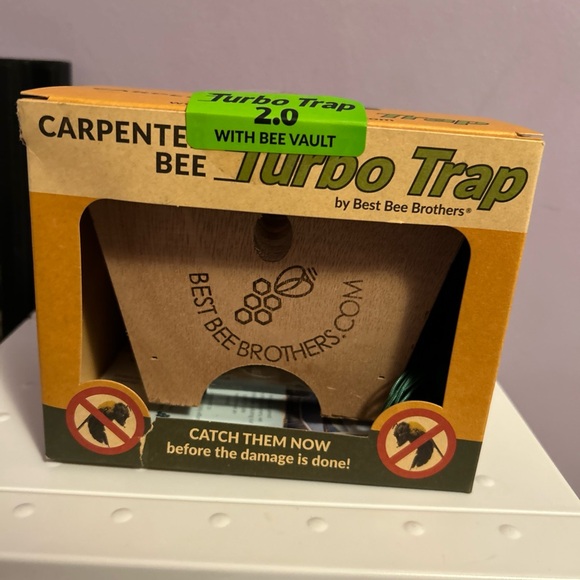 Turbo Trap
2.0
WITH BEE VAULT
CARPENTE
BEE Turbo Trap
by Best Bee Brothers®
BEST BEE BROTHERS.COM
CATCH THEM NOW
before the damage is done!